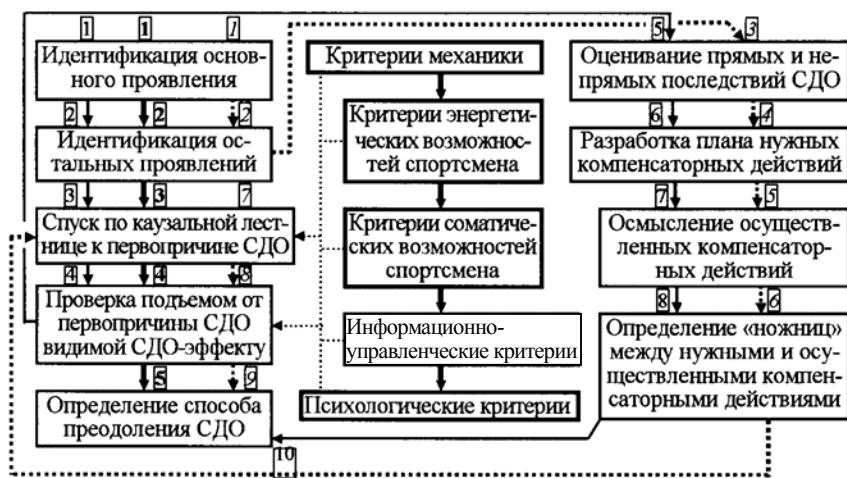 1 1 1
Идентификация основ-
ного проявления
2 2 2
Идентификация ос-
тальных проявлений
3 3 7
Спуск по каузальной лест-
нице к первопричине СДО
4 4 8
Проверка подъемом от
первопричины СДО
видимой СДО-эффекту
5 9
Определение способа
преодоления СДО
10
Критерии механики
Критерии энергети-
ческих возможнос-
тей спортсмена
Критерии соматичес-
ких возможностей
спортсмена
Информационно-
управленческие критерии
Психологические критерии
5 3
Оценивание прямых и не-
прямых последствий СДО
6 4
Разработка плана нужных
компенсаторных действий
7 5
Осмысление осуществ-
ленных компенсатор-
ных действий
8 6
Определение «ножниц»
между нужными и осу-
ществленными компен-
саторными действиями